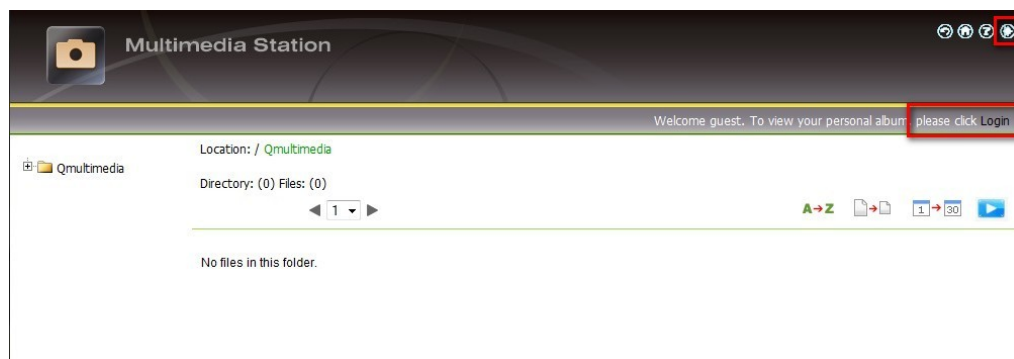 Multimedia Station
Welcome guest. To view your personal album, please click Login
Qmultimedia
Location: / Qmultimedia
Directory: (0) Files: (0)
1
A→Z
1→30
No files in this folder.